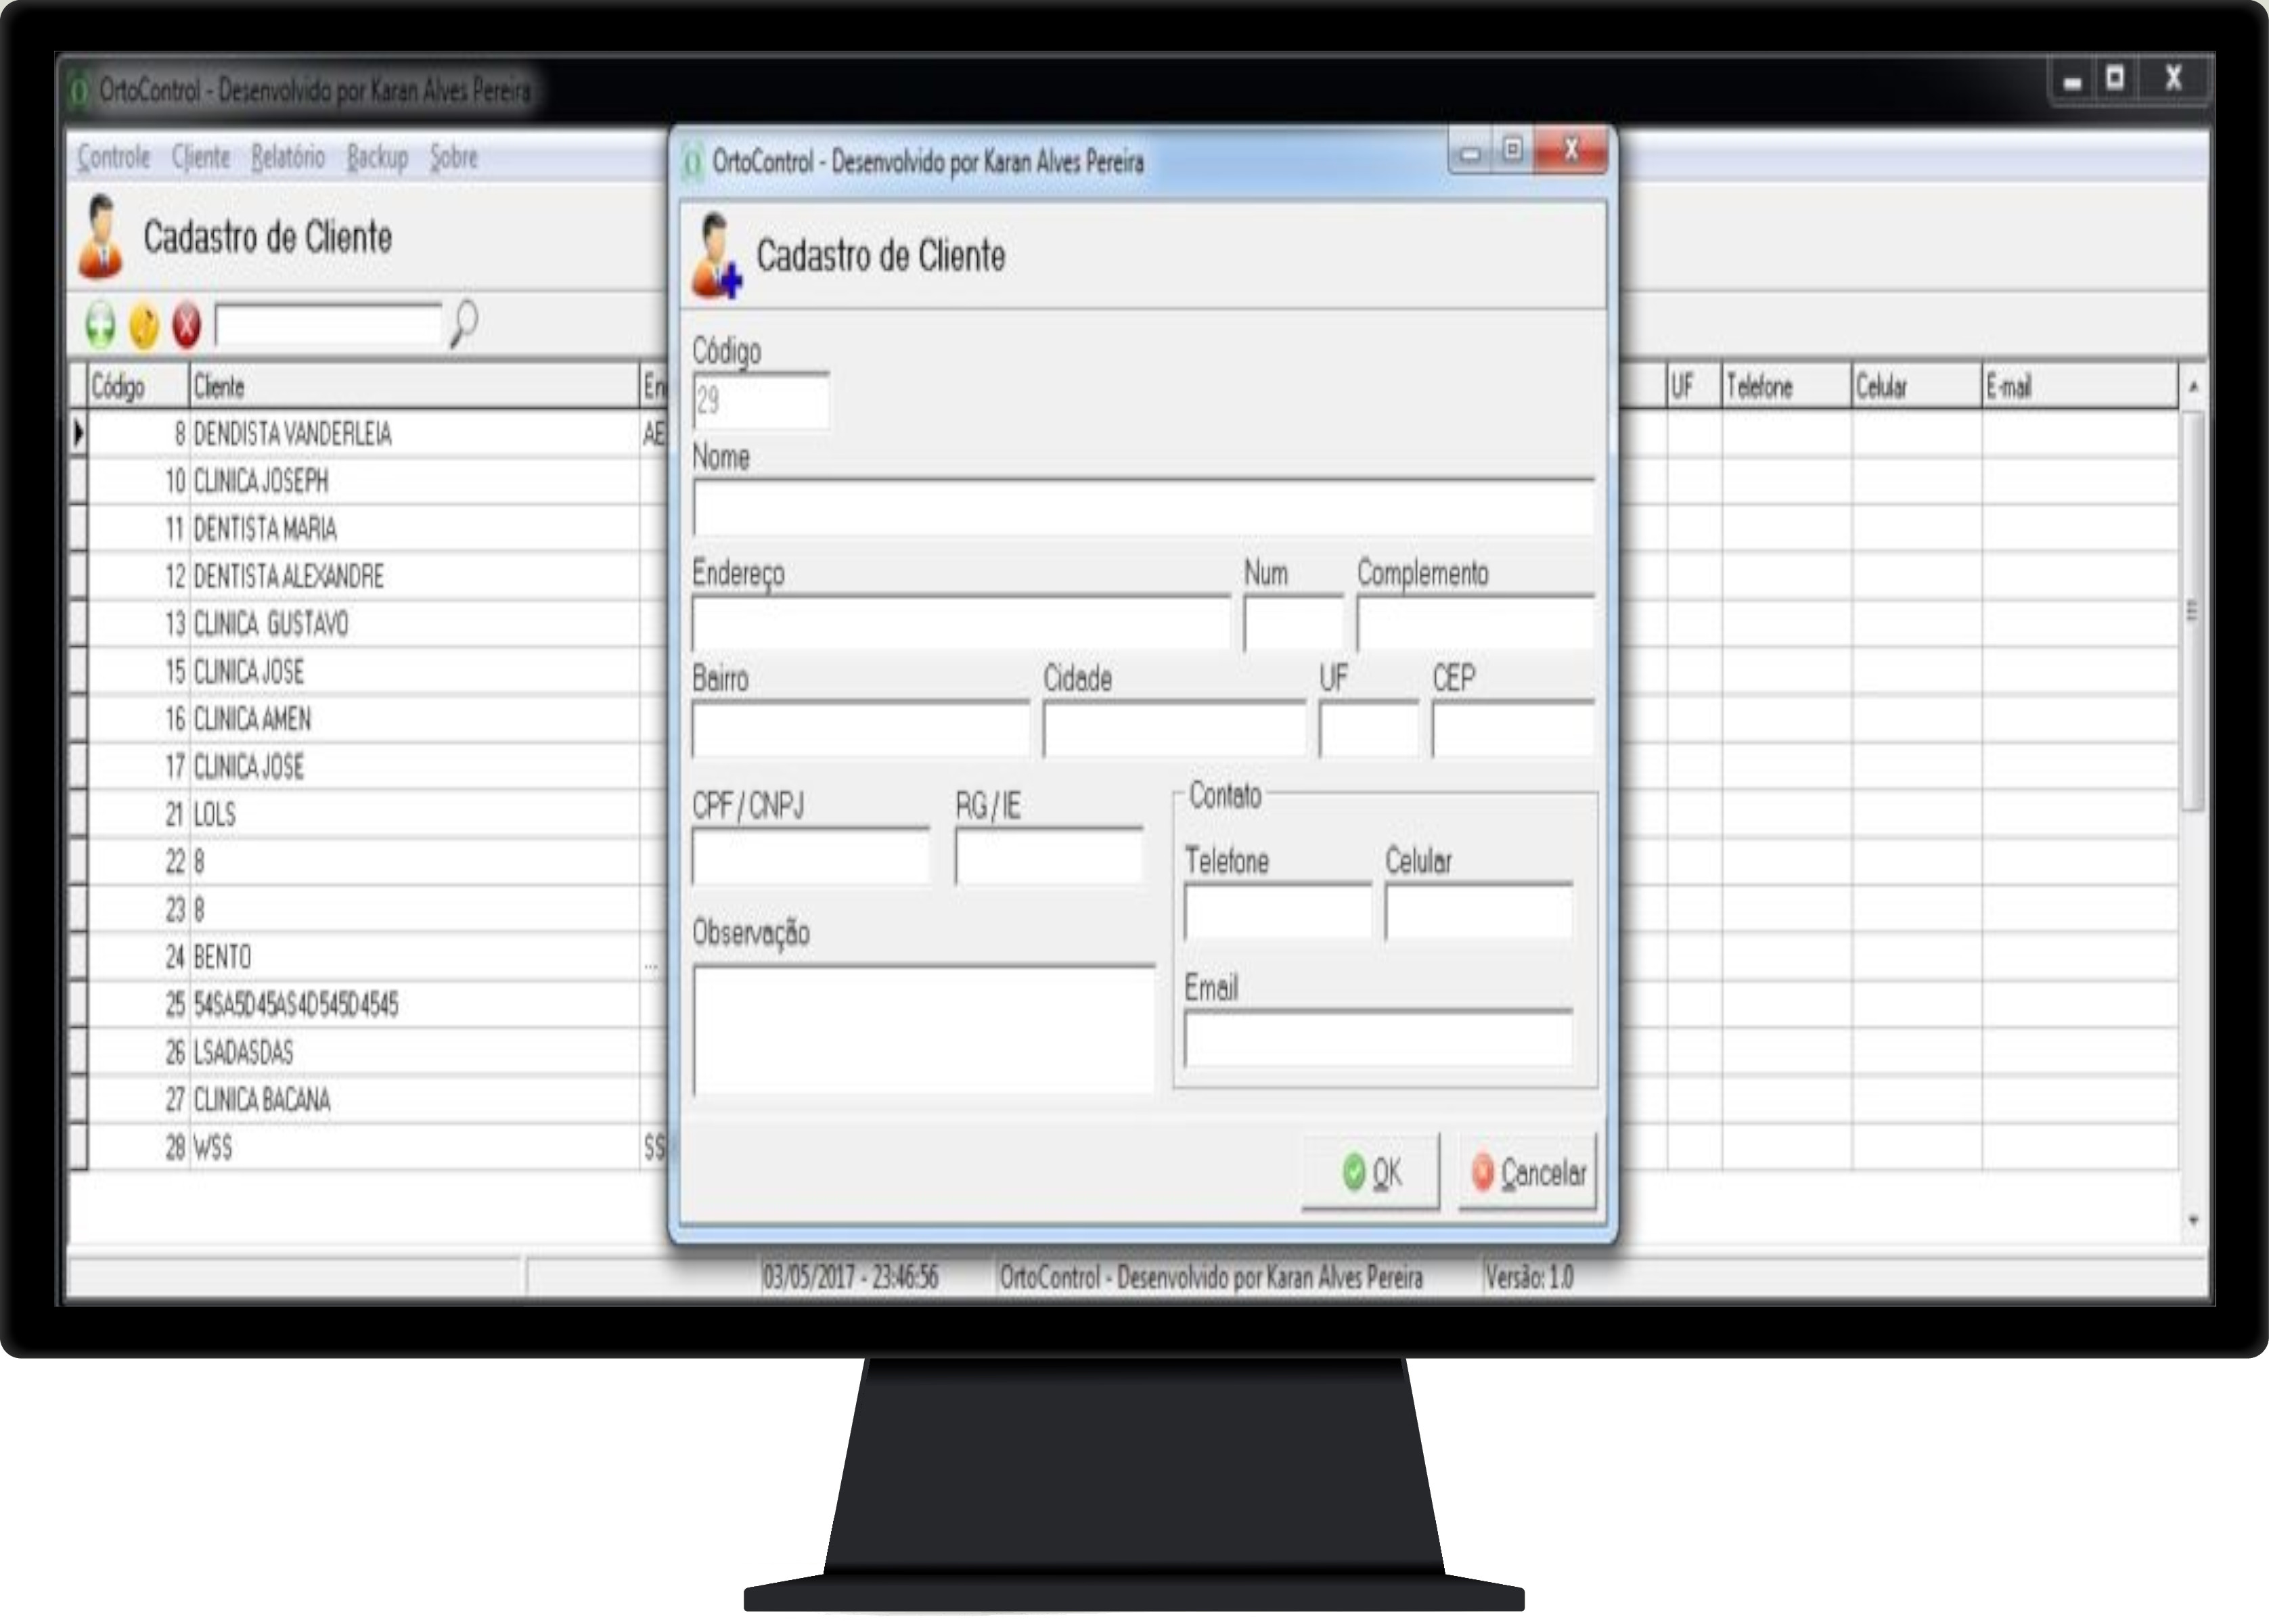 OrtoControl - Desenvolvido por Karan Alves Pereira
Controle Cliente Relatório Backup Sobre
Cadastro de Cliente
Código Cliente
8 DENDISTA VANDERLEIA AE
10 CLINICA JOSEPH
11 DENTISTA MARIA
12 DENTISTA ALEXANDRE
13 CLINICA GUSTAVO
15 CLINICA JOSE
16 CLINICA AMEN
17 CLINICA JOSE
21 LOLS
22 8
23 8
24 BENTO ...
25 54SA5D45AS4D545D4545
26 LSADASDAS
27 CLINICA BACANA
28 WSS SS
OrtoControl - Desenvolvido por Karan Alves Pereira
Cadastro de Cliente
Código
29
Nome
Endereço Num Complemento
Bairro Cidade UF CEP
CPF / CNPJ RG / IE
Contato
Telefone Celular
Observação
Email
OK Cancelar
UF Telefone Celular E-mail
03/05/2017 - 23:46:56 OrtoControl - Desenvolvido por Karan Alves Pereira Versão: 1.0